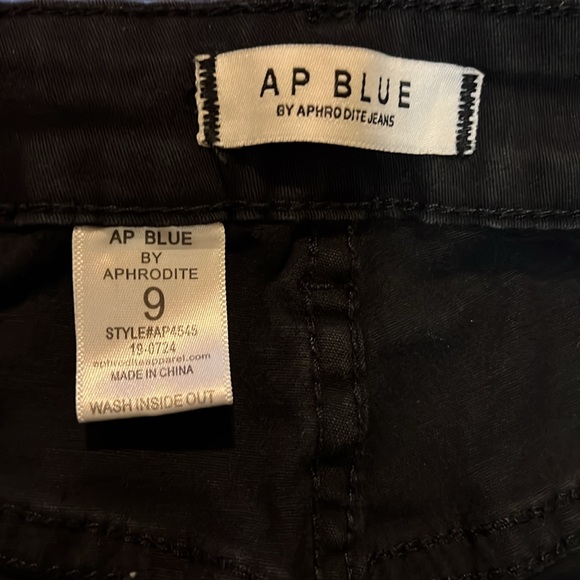 AP BLUE
BY APHRODITE JEANS
AP BLUE
BY
APHRODITE
9
STYLE#AP4545
19-0724
aphroditeapparel.com
MADE IN CHINA
WASH INSIDE OUT